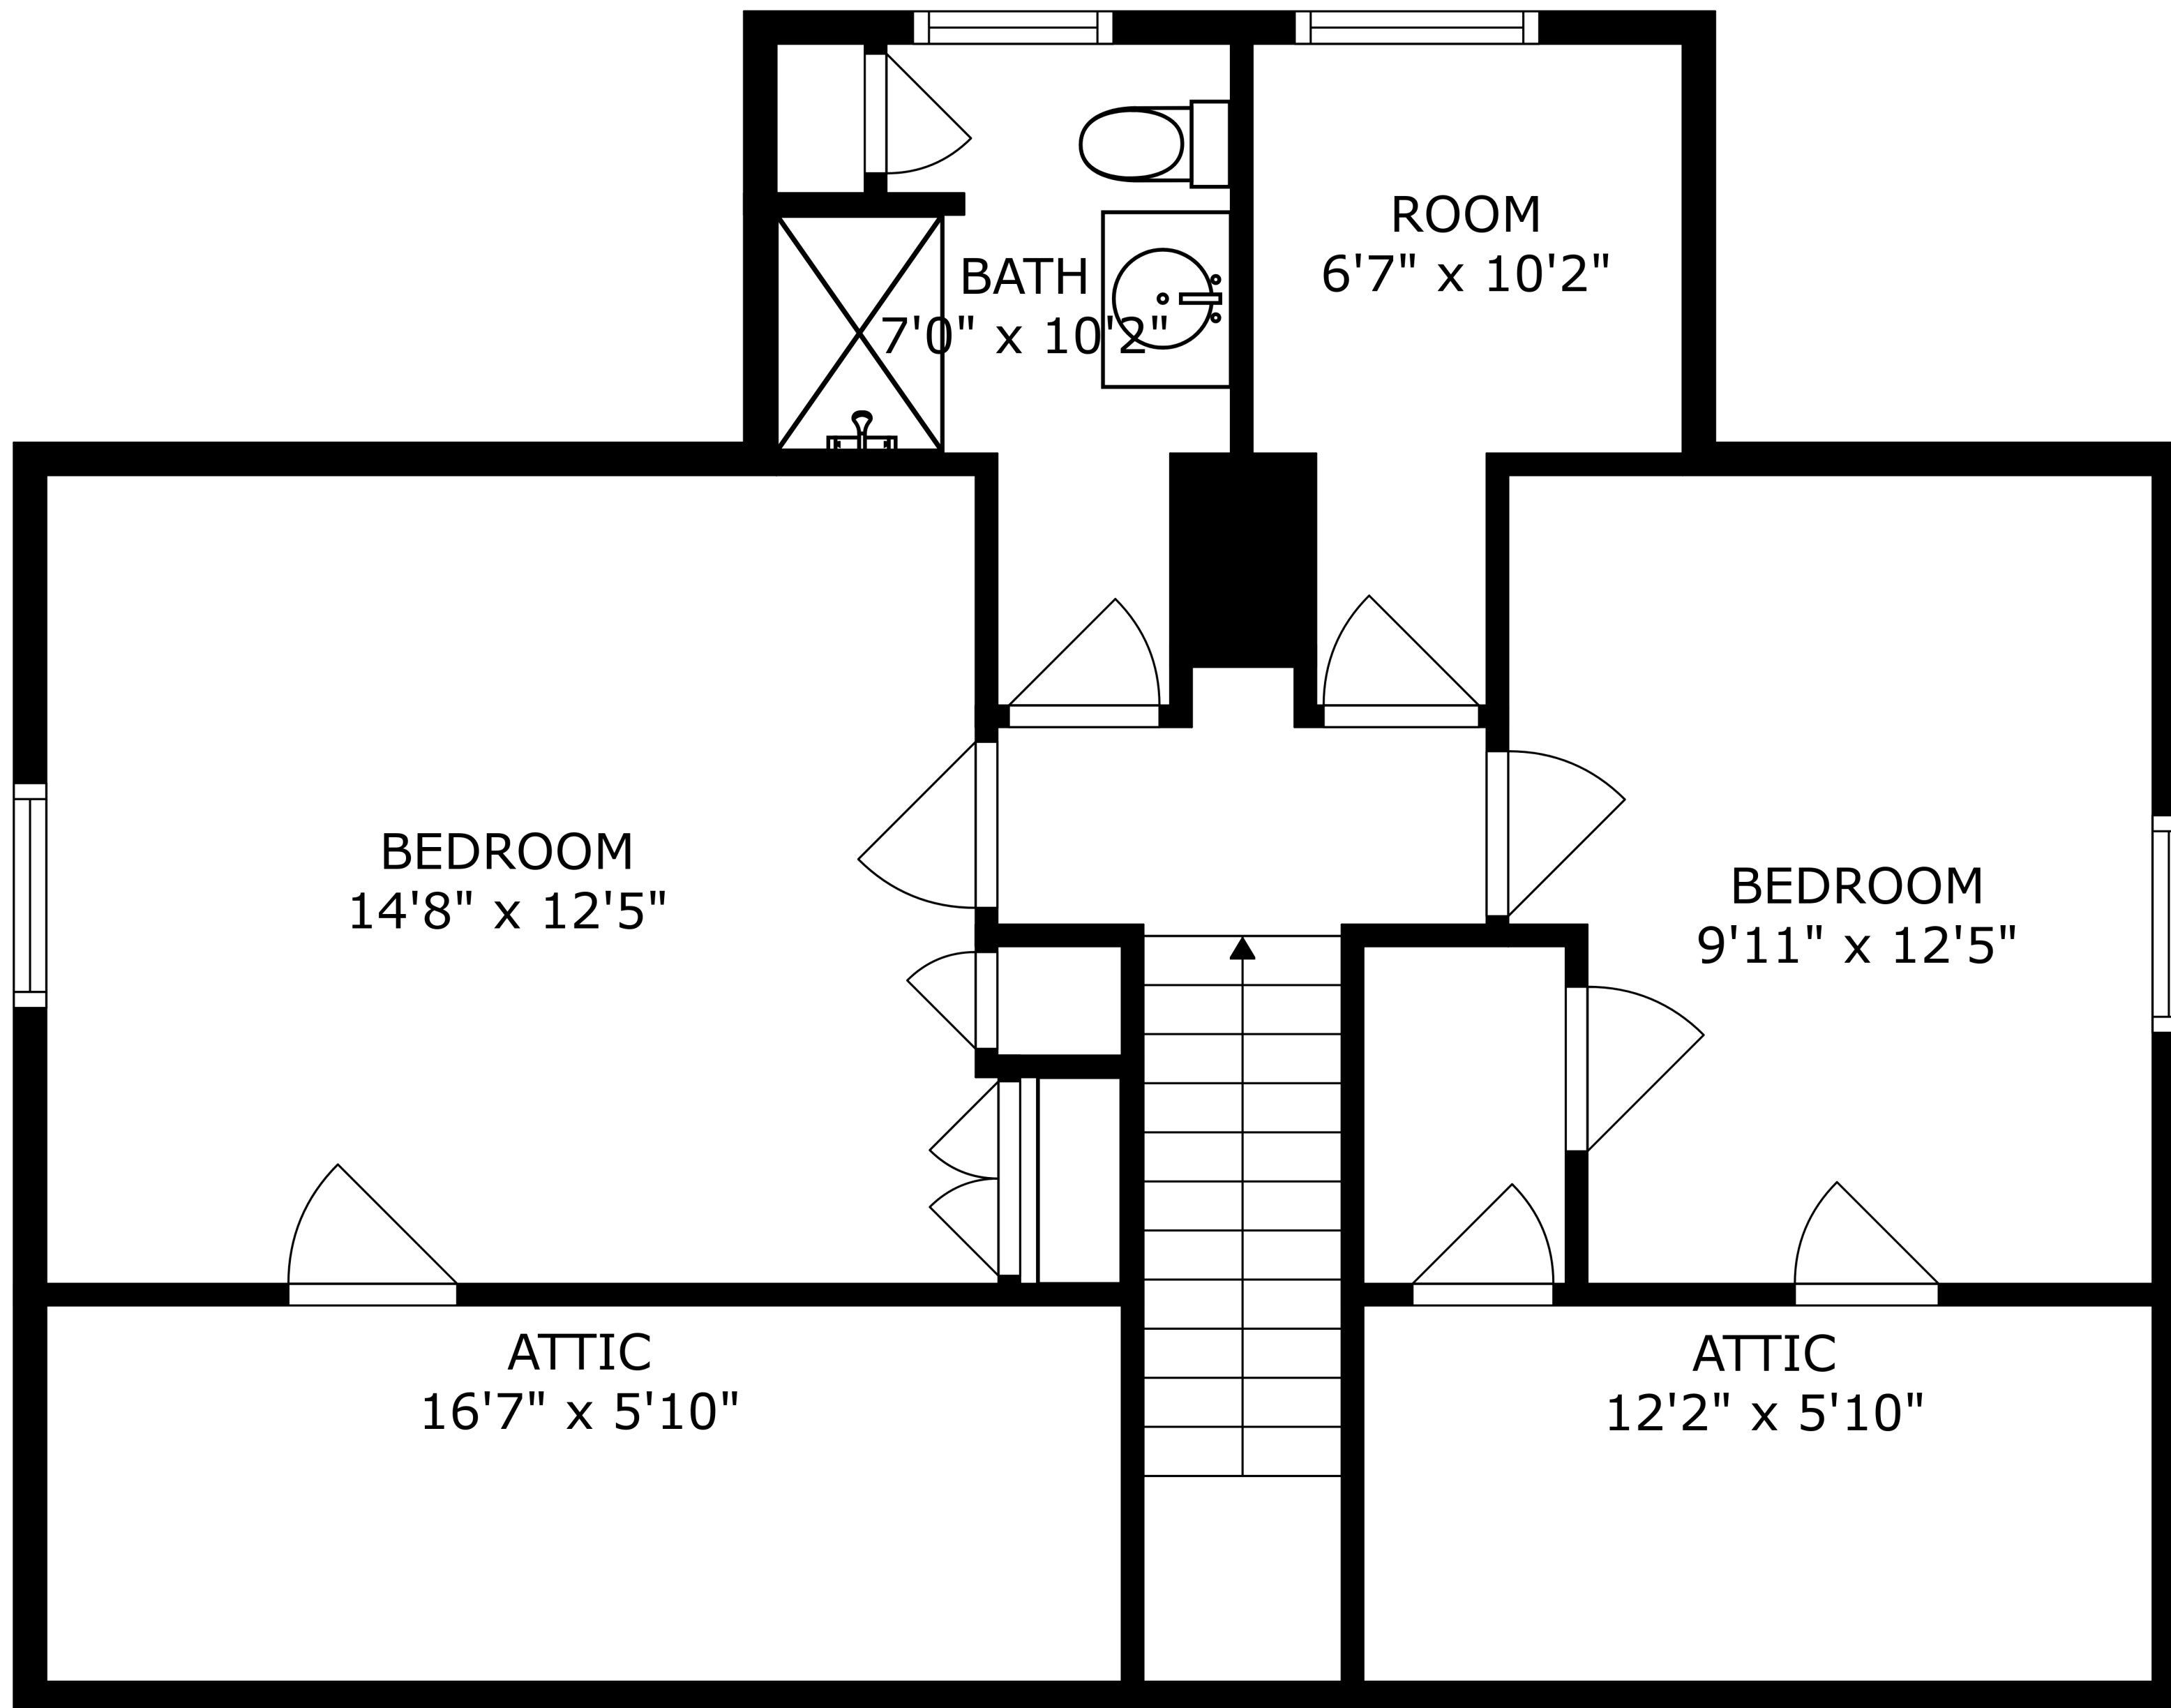 ROOM
6'7" x 10'2"
BATH
7'0" x 10'2"
BEDROOM
14'8" x 12'5"
BEDROOM
9'11" x 12'5"
ATTIC
16'7" x 5'10"
ATTIC
12'2" x 5'10"